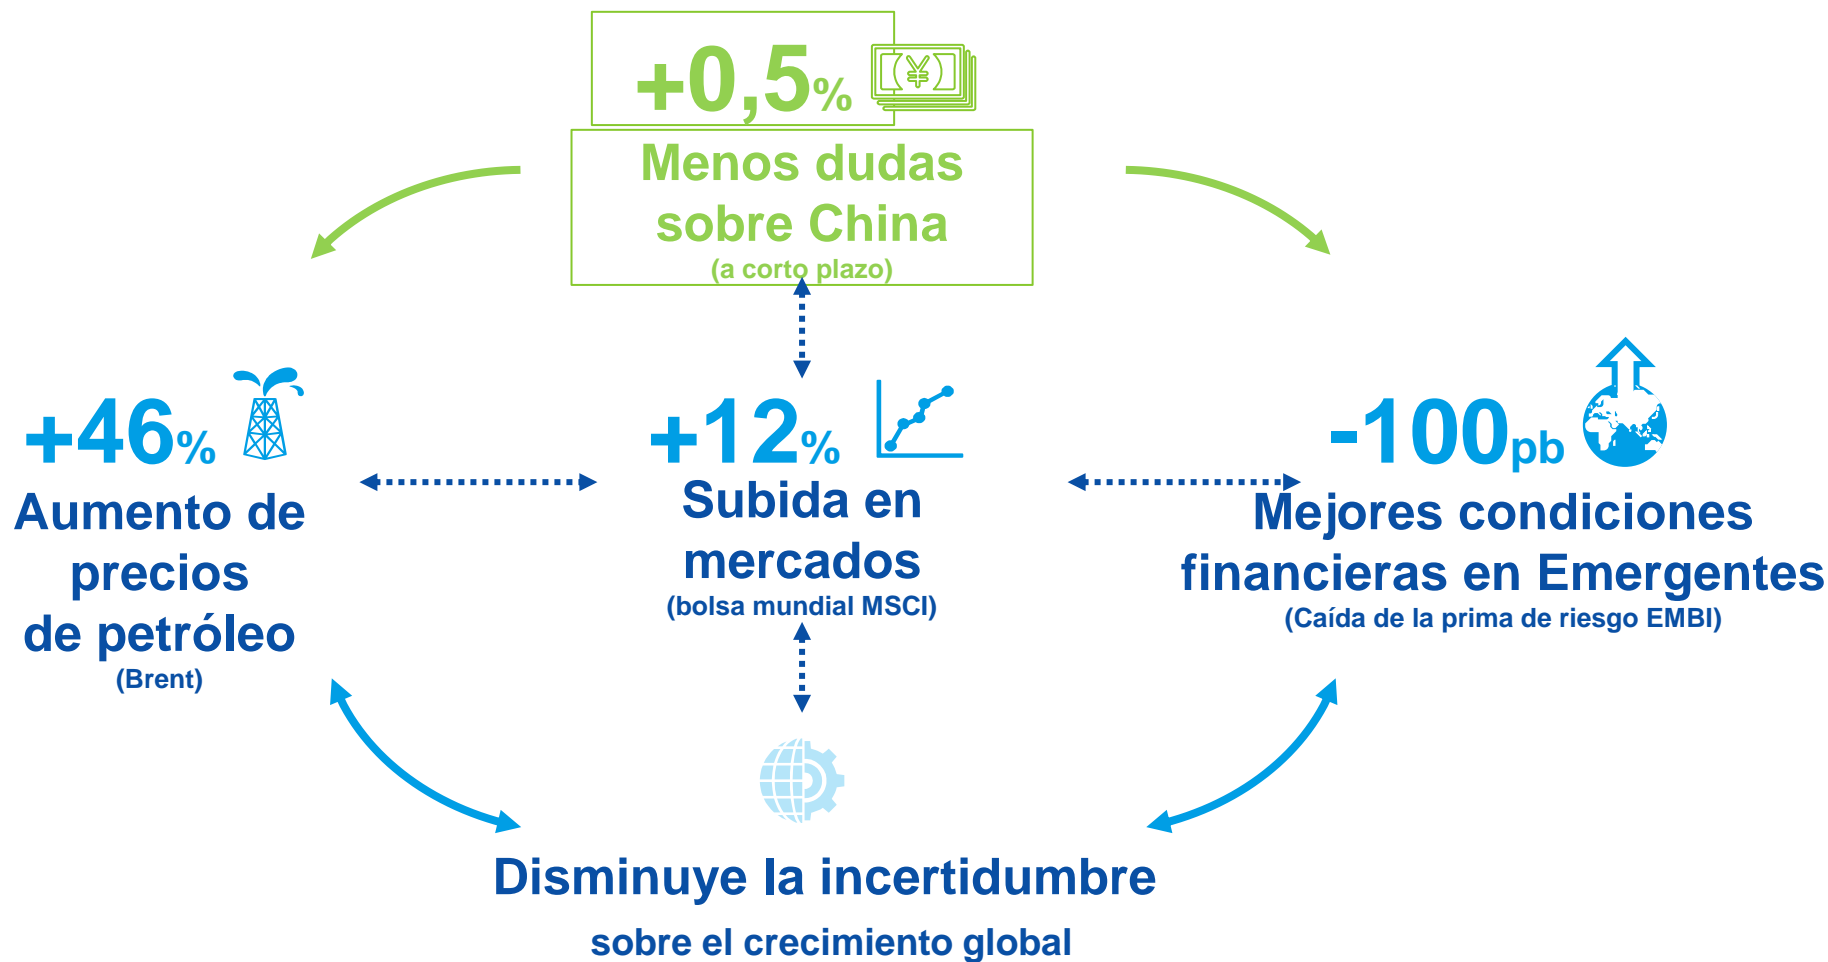 +0,5%
¥
Menos dudas
sobre China
(a corto plazo)
+46%
Aumento de
precios
de petróleo
(Brent)
+12%
Subida en
mercados
(bolsa mundial MSCI)
-100pb
Mejores condiciones
financieras en Emergentes
(Caída de la prima de riesgo EMBI)
Disminuye la incertidumbre
sobre el crecimiento global